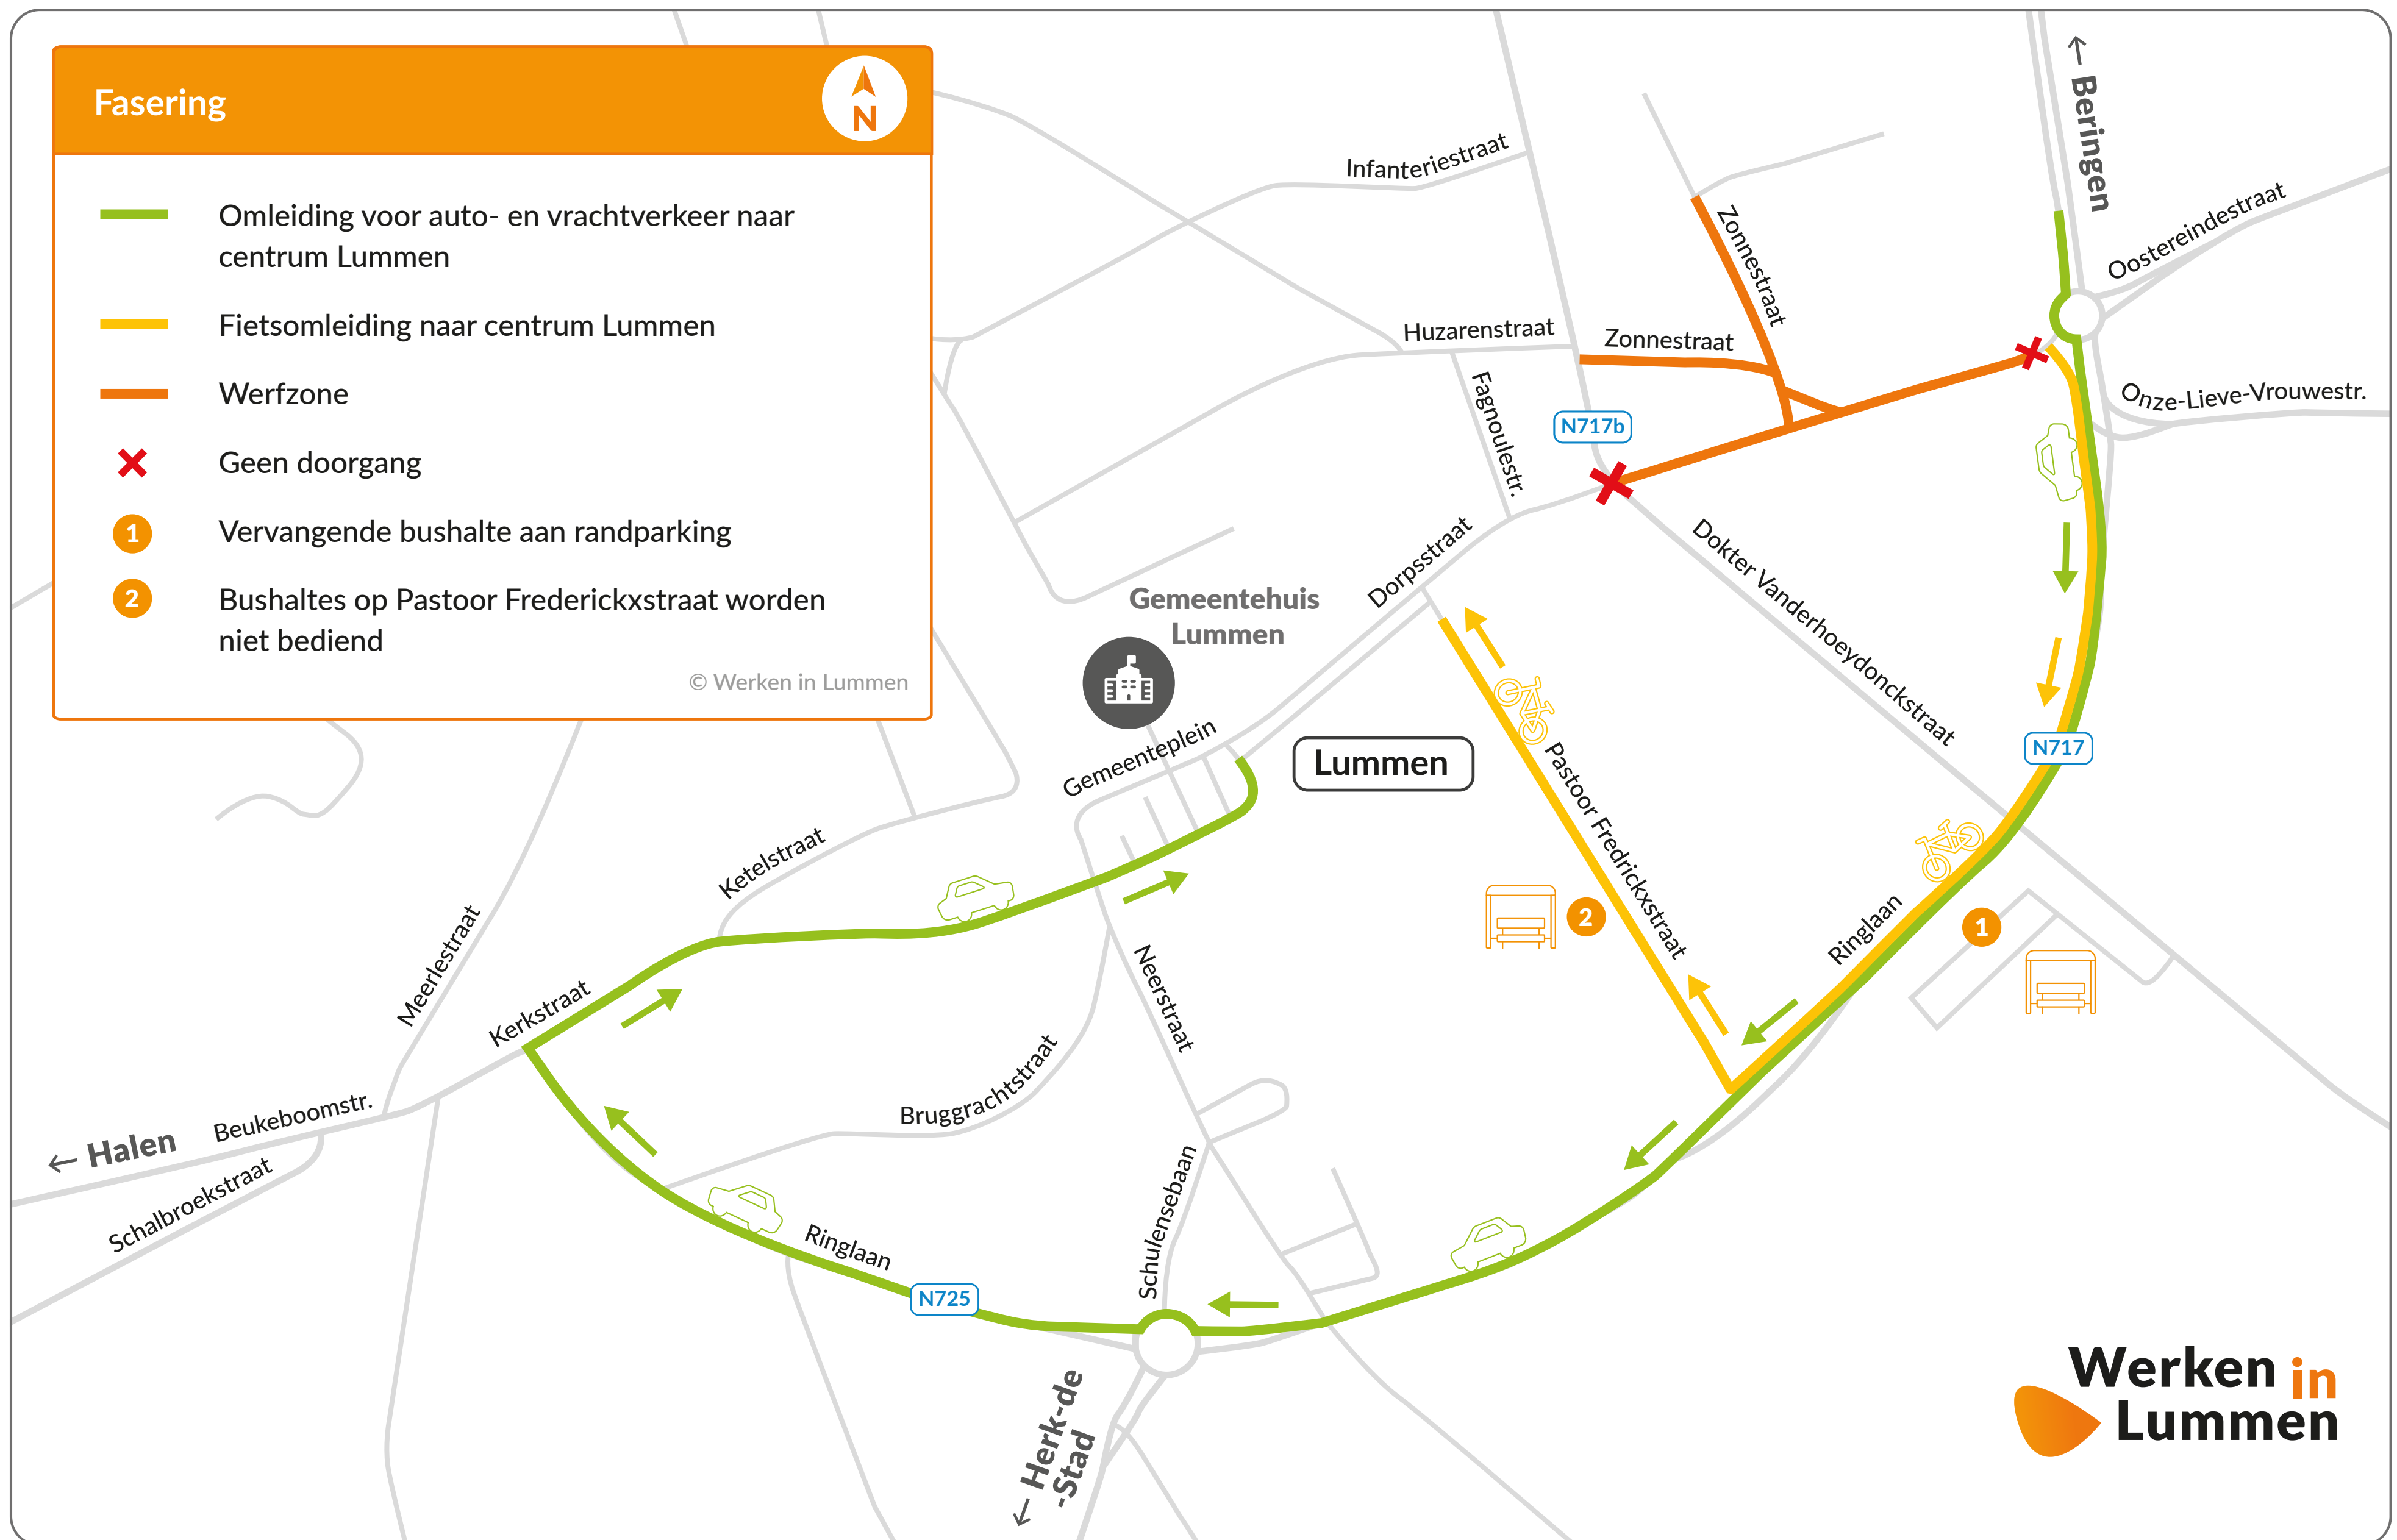 Fasering
N
Omleiding voor auto- en vrachtverkeer naar
centrum Lummen
Fietsomleiding naar centrum Lummen
Werfzone
Geen doorgang
1
Vervangende bushalte aan randparking
2
Bushaltes op Pastoor Frederickxstraat worden
niet bediend
© Werken in Lummen
← Beringen
Infanteriestraat
Oostereindestraat
Zonnestraat
Huzarenstraat
Zonnestraat
Onze-Lieve-Vrouwestr.
Fagnoulestr.
N717b
Dorpsstraat
Dokter Vanderhoeydonckstraat
Gemeentehuis
Lummen
Gemeenteplein
Lummen
N717
Pastoor Fredrickxstraat
Ketelstraat
2
1
Ringlaan
Meerlestraat
Kerkstraat
Neerstraat
Bruggrachtstraat
Beukeboomstr.
← Halen
Schalbroekstraat
Schulensebaan
Ringlaan
N725
← Herk-de
-Stad
Werken in
Lummen